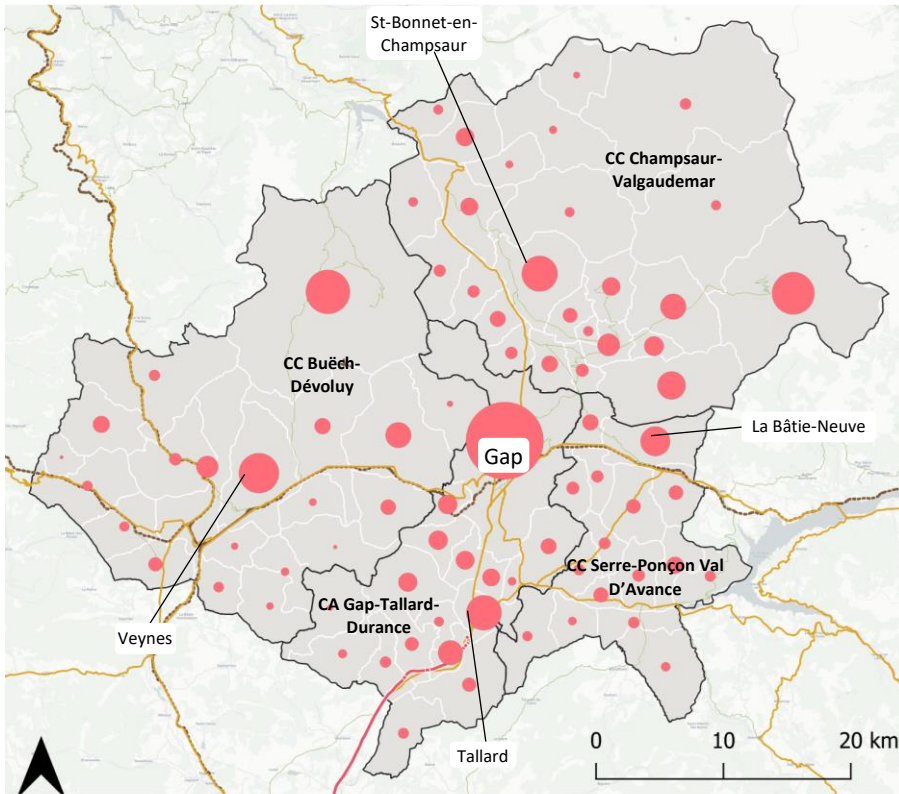 St-Bonnet-en-
Champsaur
CC Champsaur-
Valgaudemar
CC Buëch-
Dévoluy
La Bâtie-Neuve
Gap
CC Serre-Ponçon Val
D'Avance
CA Gap-Tallard-
Durance
Veynes
Tallard
0 10 20 km